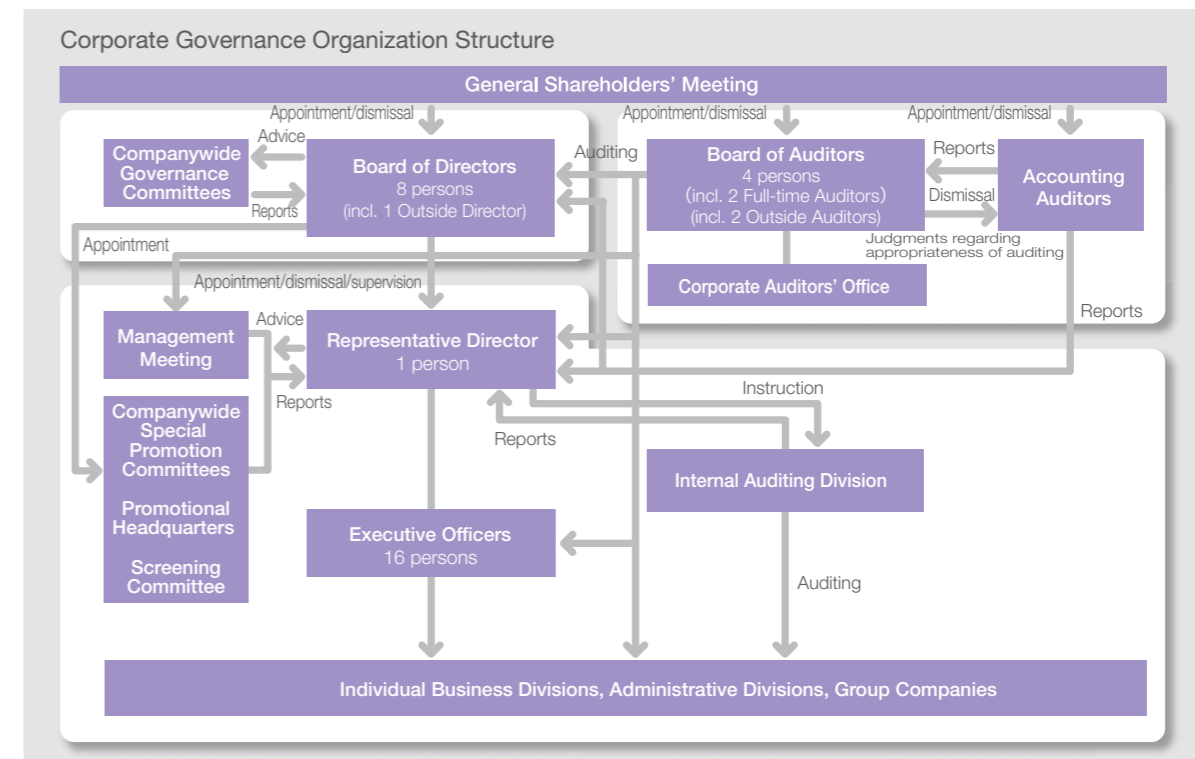 Corporate Governance Organization Structure
General Shareholders' Meeting
Appointment/dismissal
Appointment/dismissal
Appointment/dismissal
Advice
Companywide
Governance
Committees
Reports
Board of Directors
8 persons
(incl. 1 Outside Director)
Auditing
Board of Auditors
4 persons
(incl. 2 Full-time Auditors)
(incl. 2 Outside Auditors)
Reports
Dismissal
Accounting
Auditors
Judgments regarding
appropriateness of auditing
Appointment
Corporate Auditors' Office
Appointment/dismissal/supervision
Reports
Management
Meeting
Advice
Reports
Representative Director
1 person
Instruction
Reports
Companywide
Special
Promotion
Committees
Promotional
Headquarters
Screening
Committee
Internal Auditing Division
Executive Officers
16 persons
Auditing
Individual Business Divisions, Administrative Divisions, Group Companies